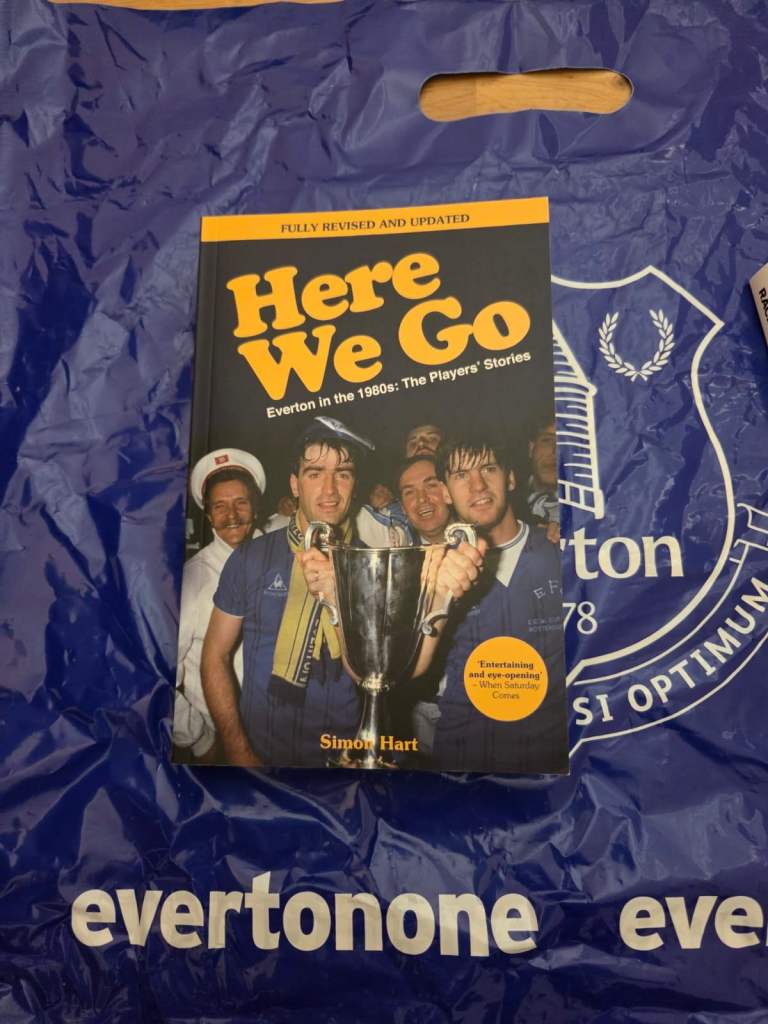 FULLY REVISED AND UPDATED
Here
We Go
Everton in the 1980s: The Players' Stories
'Entertaining
and eye-opening'
– When Saturday
Comes
Simon Hart
rton
78
SI OPTIMUM
evertonone
eve